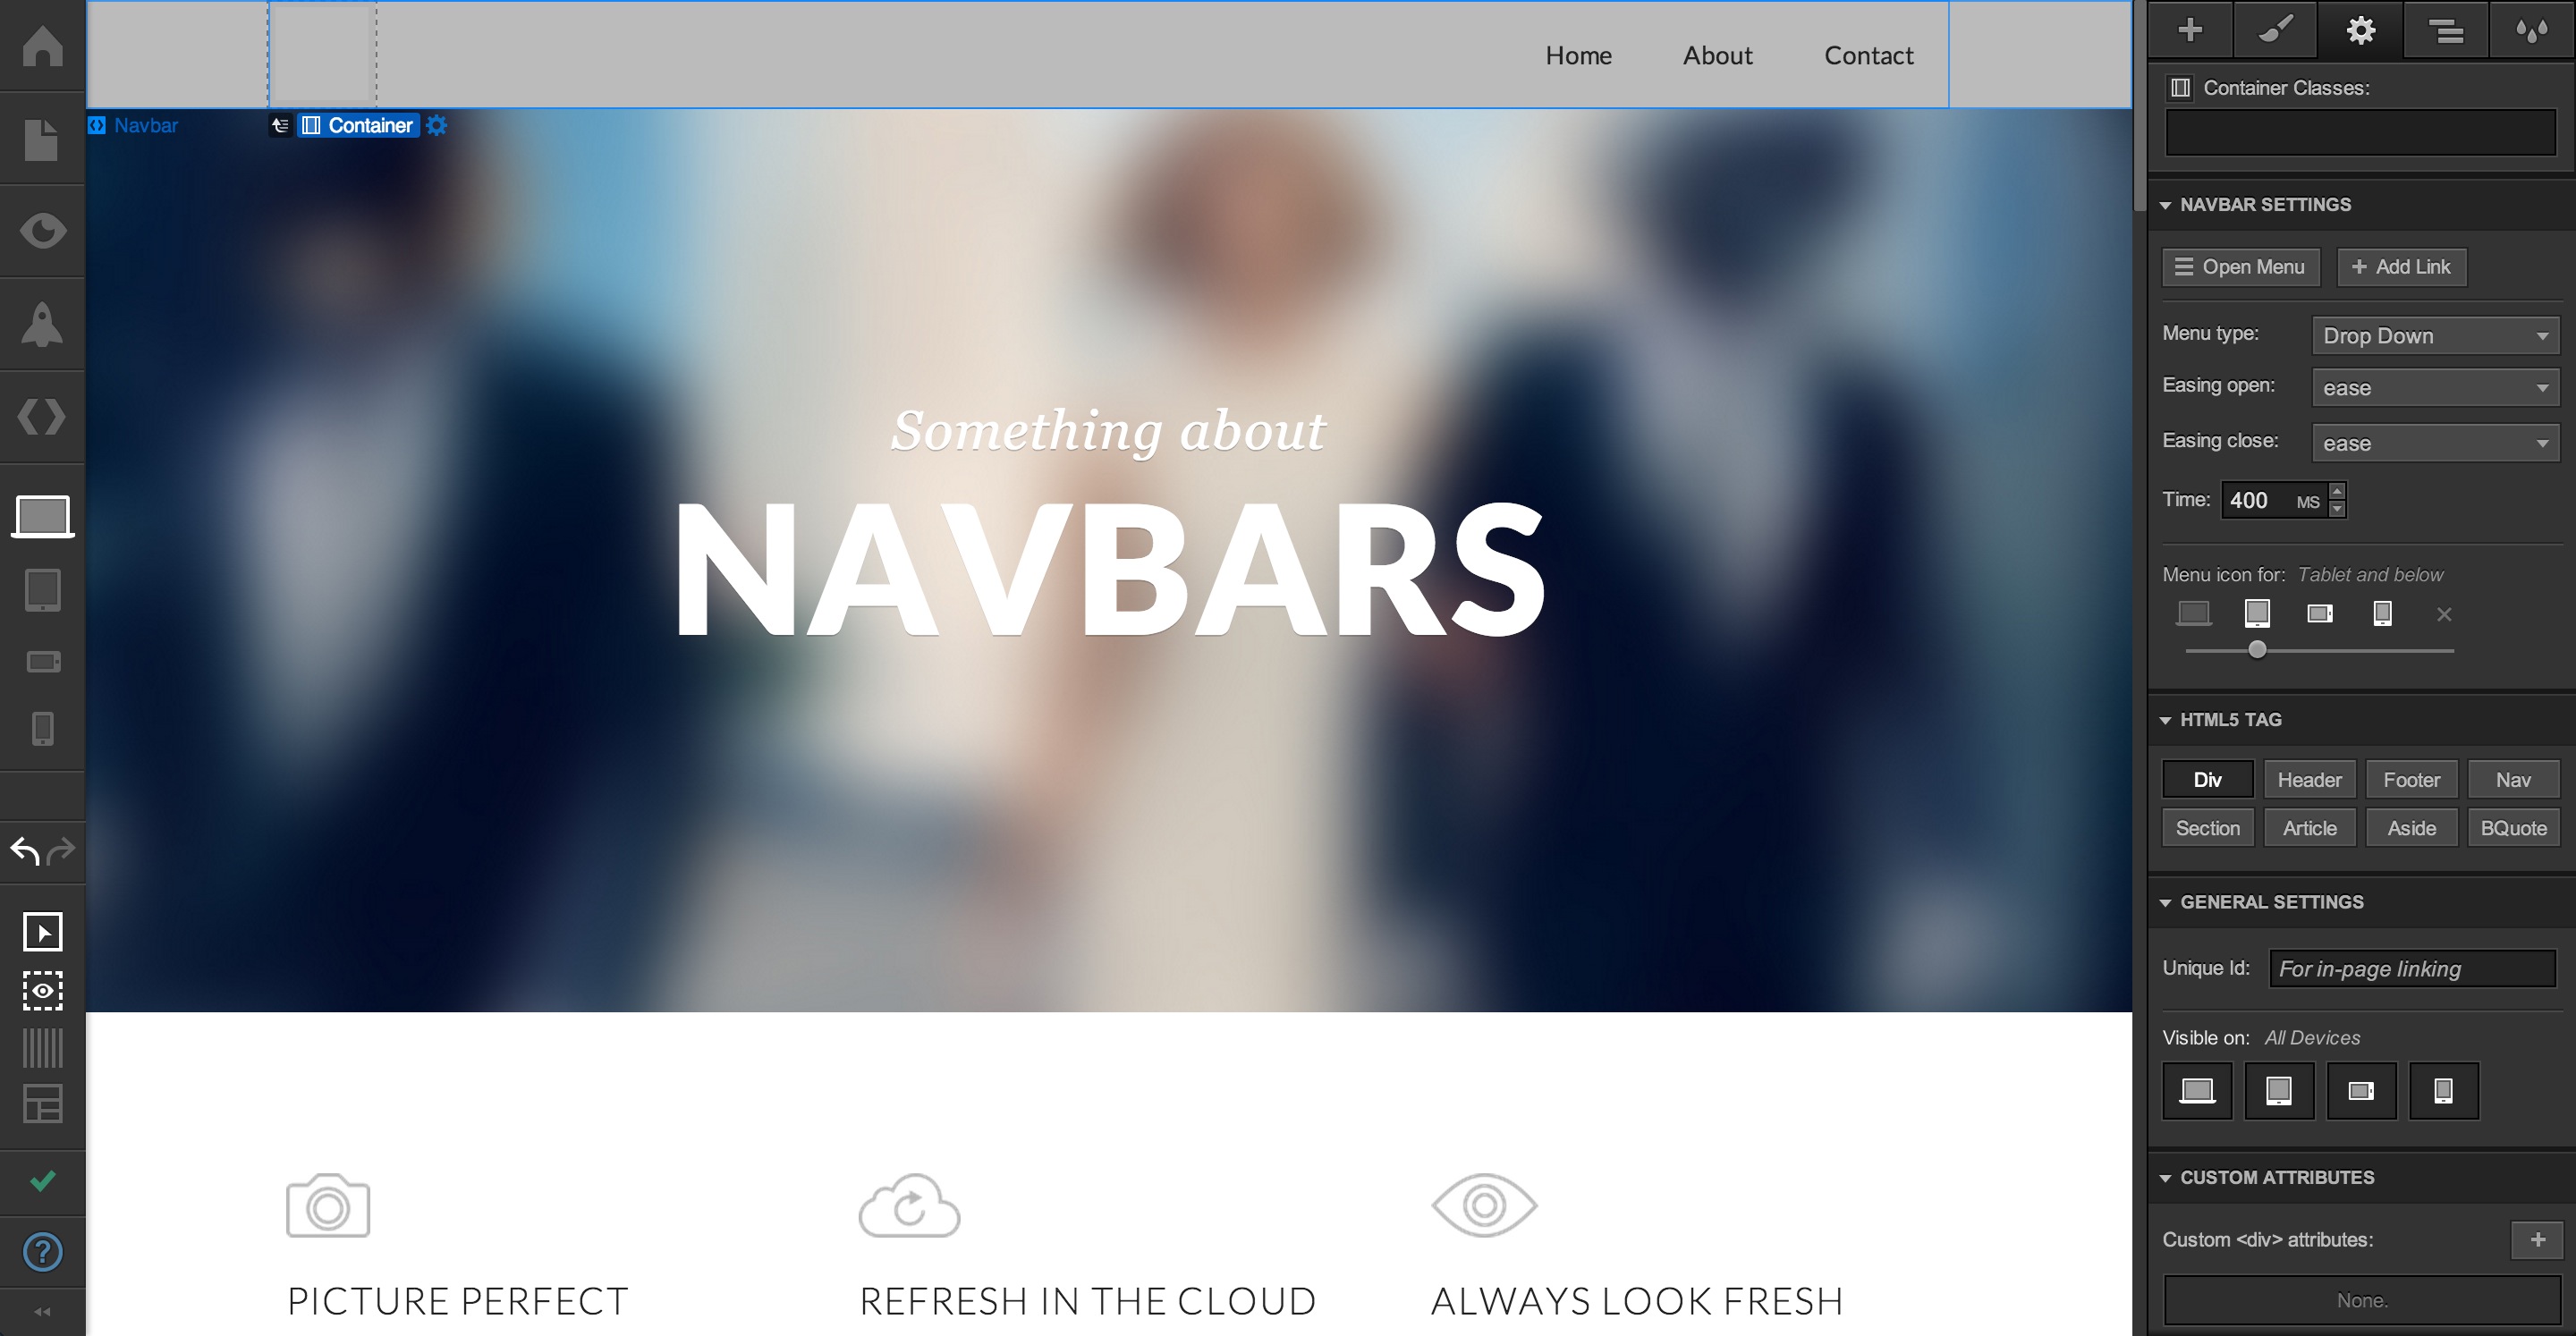 Home About Contact
Navbar Container
Something about
NAVBARS
PICTURE PERFECT
REFRESH IN THE CLOUD
ALWAYS LOOK FRESH
Container Classes:
NAVBAR SETTINGS
Open Menu + Add Link
Menu type: Drop Down
Easing open: ease
Easing close: ease
Time: 400 MS
Menu icon for: Tablet and below
HTML5 TAG
Div Header Footer Nav
Section Article Aside BQuote
GENERAL SETTINGS
Unique Id: For in-page linking
Visible on: All Devices
CUSTOM ATTRIBUTES
Custom <div> attributes: +
None.